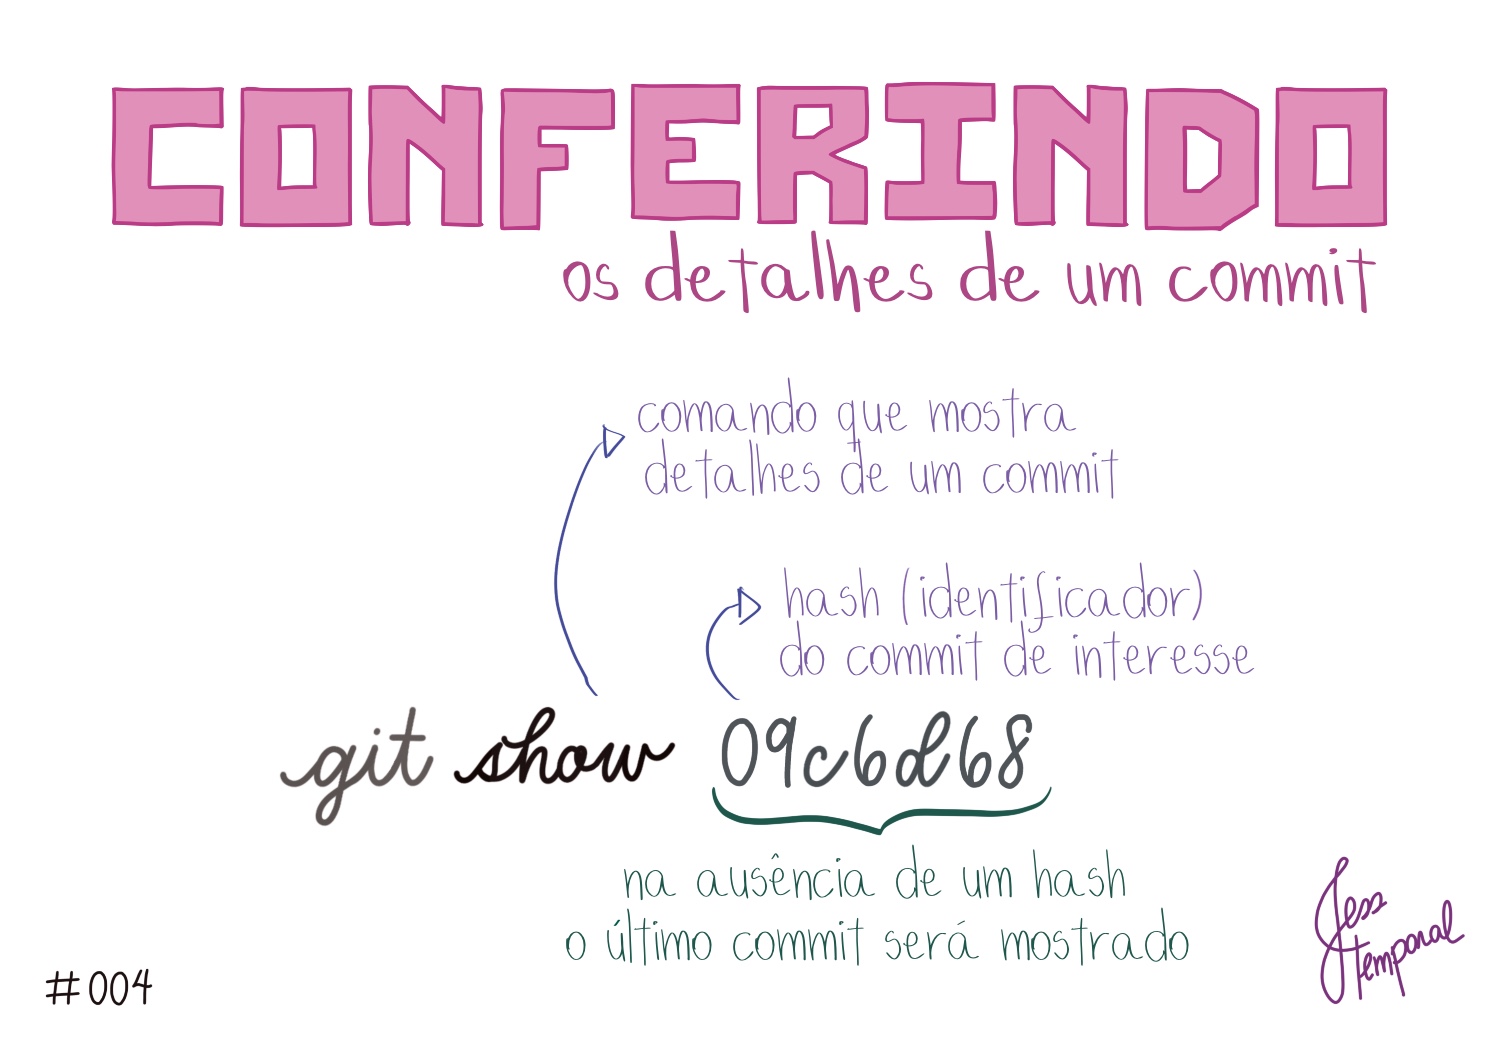 CONFERINDO
os detalhes de um commit
comando que mostra
detalhes de um commit
hash (identificador)
do commit de interesse
git show 09c6d68
na ausência de um hash
o último commit será mostrado
Jess
temporal
#004